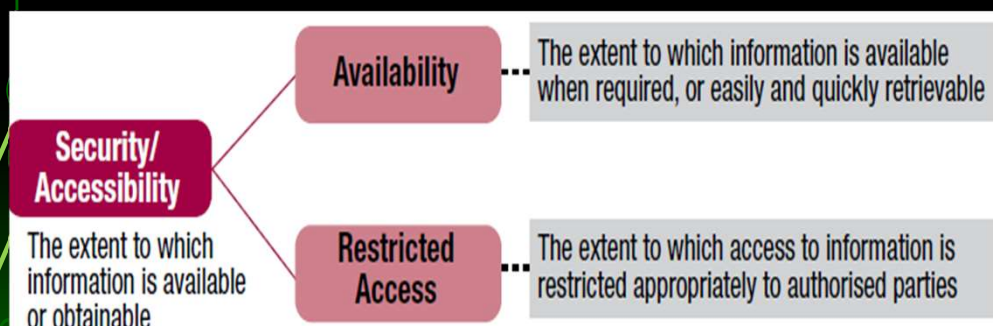 Security/
Accessibility
The extent to which
information is available
or obtainable
Availability
The extent to which information is available
when required, or easily and quickly retrievable
Restricted
Access
The extent to which access to information is
restricted appropriately to authorised parties